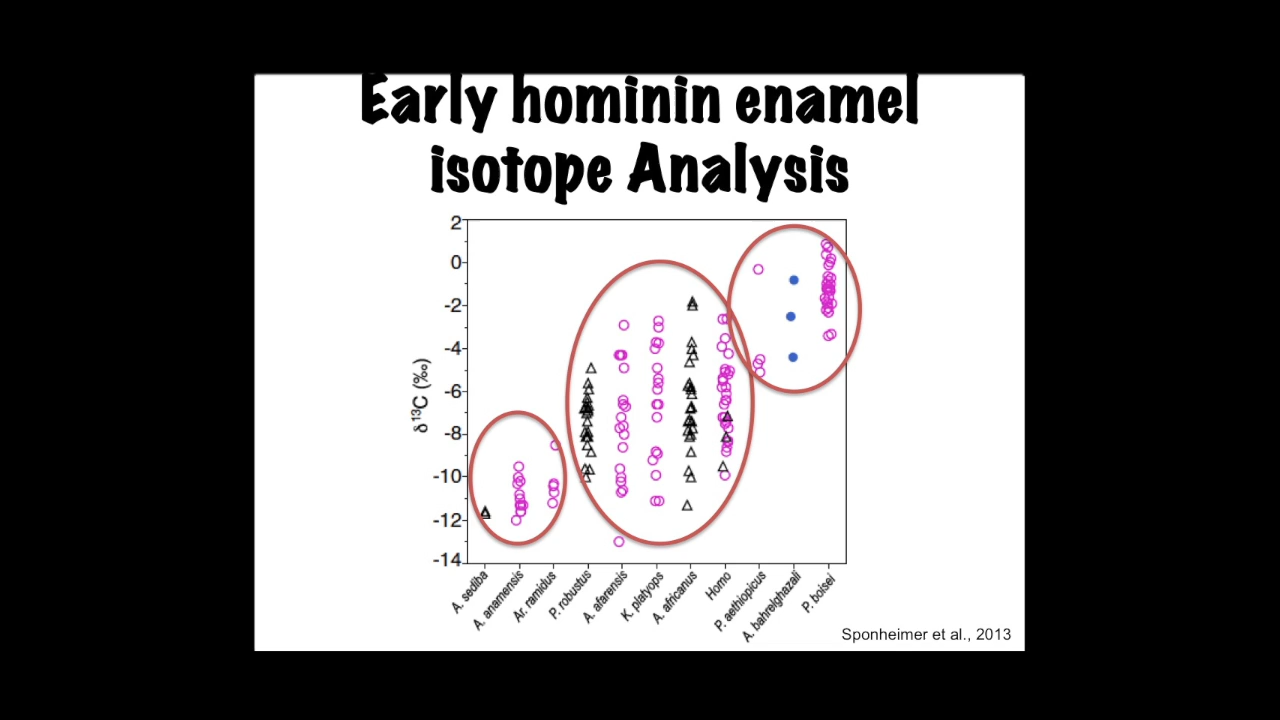 Early hominin enamel
isotope Analysis
2
0
-2
-4
-6
-8
-10
-12
-14
δ¹³C (‰)
A. sediba
A. anamensis
Ar. ramidus
P. robustus
A. afarensis
K. platyops
A. africanus
Homo
P. aethiopicus
A. bahrelghazali
P. boisei
Sponheimer et al., 2013